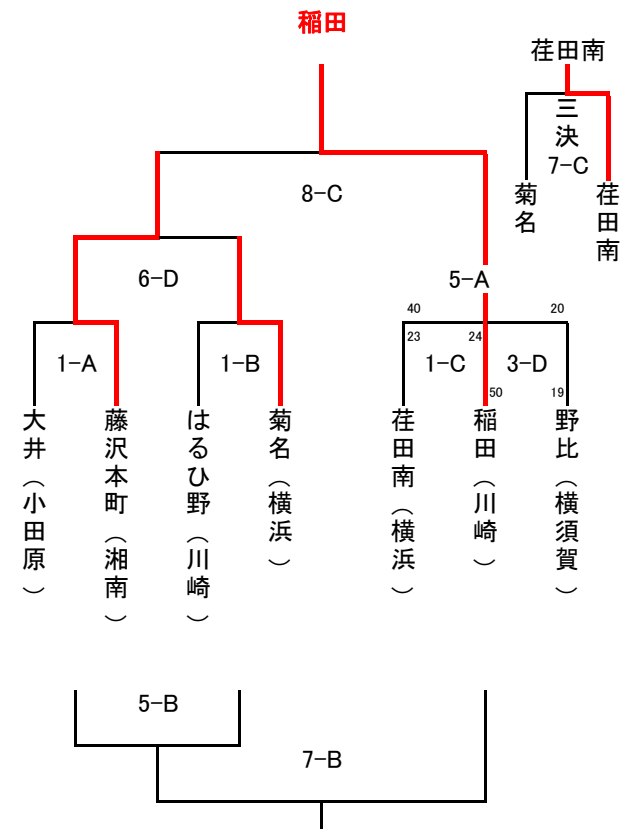 稲田
荏田南
三決
7-C
菊名
荏田南
8-C
6-D
5-A
40
20
23
24
1-A
1-B
1-C
3-D
50
19
大井（小田原）
藤沢本町（湘南）
はるひ野（川崎）
菊名（横浜）
荏田南（横浜）
稲田（川崎）
野比（横須賀）
5-B
7-B